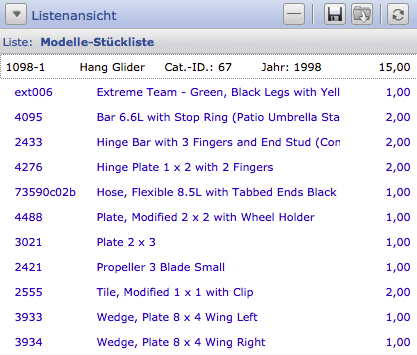 Listenansicht
Liste: Modelle-Stückliste
1098-1 Hang Glider Cat.-ID.: 67 Jahr: 1998 15,00
ext006 Extreme Team - Green, Black Legs with Yell 1,00
4095 Bar 6.6L with Stop Ring (Patio Umbrella Sta 2,00
2433 Hinge Bar with 3 Fingers and End Stud (Con 2,00
4276 Hinge Plate 1 x 2 with 2 Fingers 2,00
73590c02b Hose, Flexible 8.5L with Tabbed Ends Black 1,00
4488 Plate, Modified 2 x 2 with Wheel Holder 1,00
3021 Plate 2 x 3 1,00
2421 Propeller 3 Blade Small 1,00
2555 Tile, Modified 1 x 1 with Clip 2,00
3933 Wedge, Plate 8 x 4 Wing Left 1,00
3934 Wedge, Plate 8 x 4 Wing Right 1,00